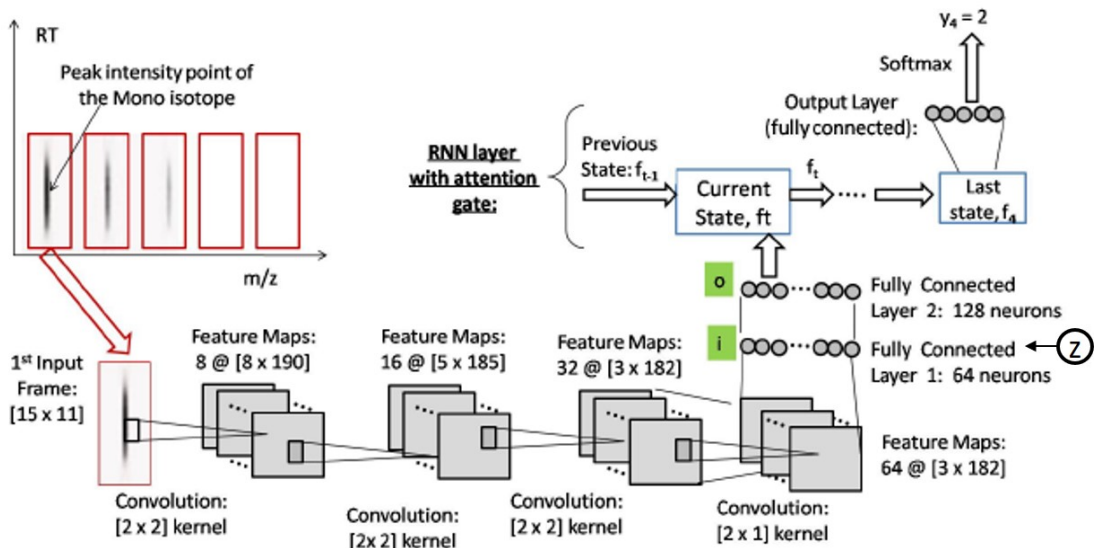 RT
Peak intensity point of
the Mono isotope
m/z
y₄ = 2
Softmax
Output Layer
(fully connected):
RNN layer
with attention
gate:
Previous
State: fₜ₋₁
Current
State, ft
fₜ
Last
state, f₄
o
Fully Connected
Layer 2: 128 neurons
i
Fully Connected
Layer 1: 64 neurons
Z
1st Input
Frame:
[15 x 11]
Feature Maps:
8 @ [8 x 190]
Feature Maps:
16 @ [5 x 185]
Feature Maps:
32 @ [3 x 182]
Feature Maps:
64 @ [3 x 182]
Convolution:
[2 x 2] kernel
Convolution:
[2x 2] kernel
Convolution:
[2 x 2] kernel
Convolution:
[2 x 1] kernel